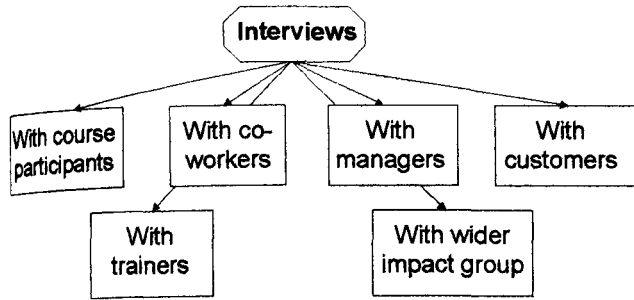 Interviews
With course
participants
With co-
workers
With
managers
With
customers
With
trainers
With wider
impact group